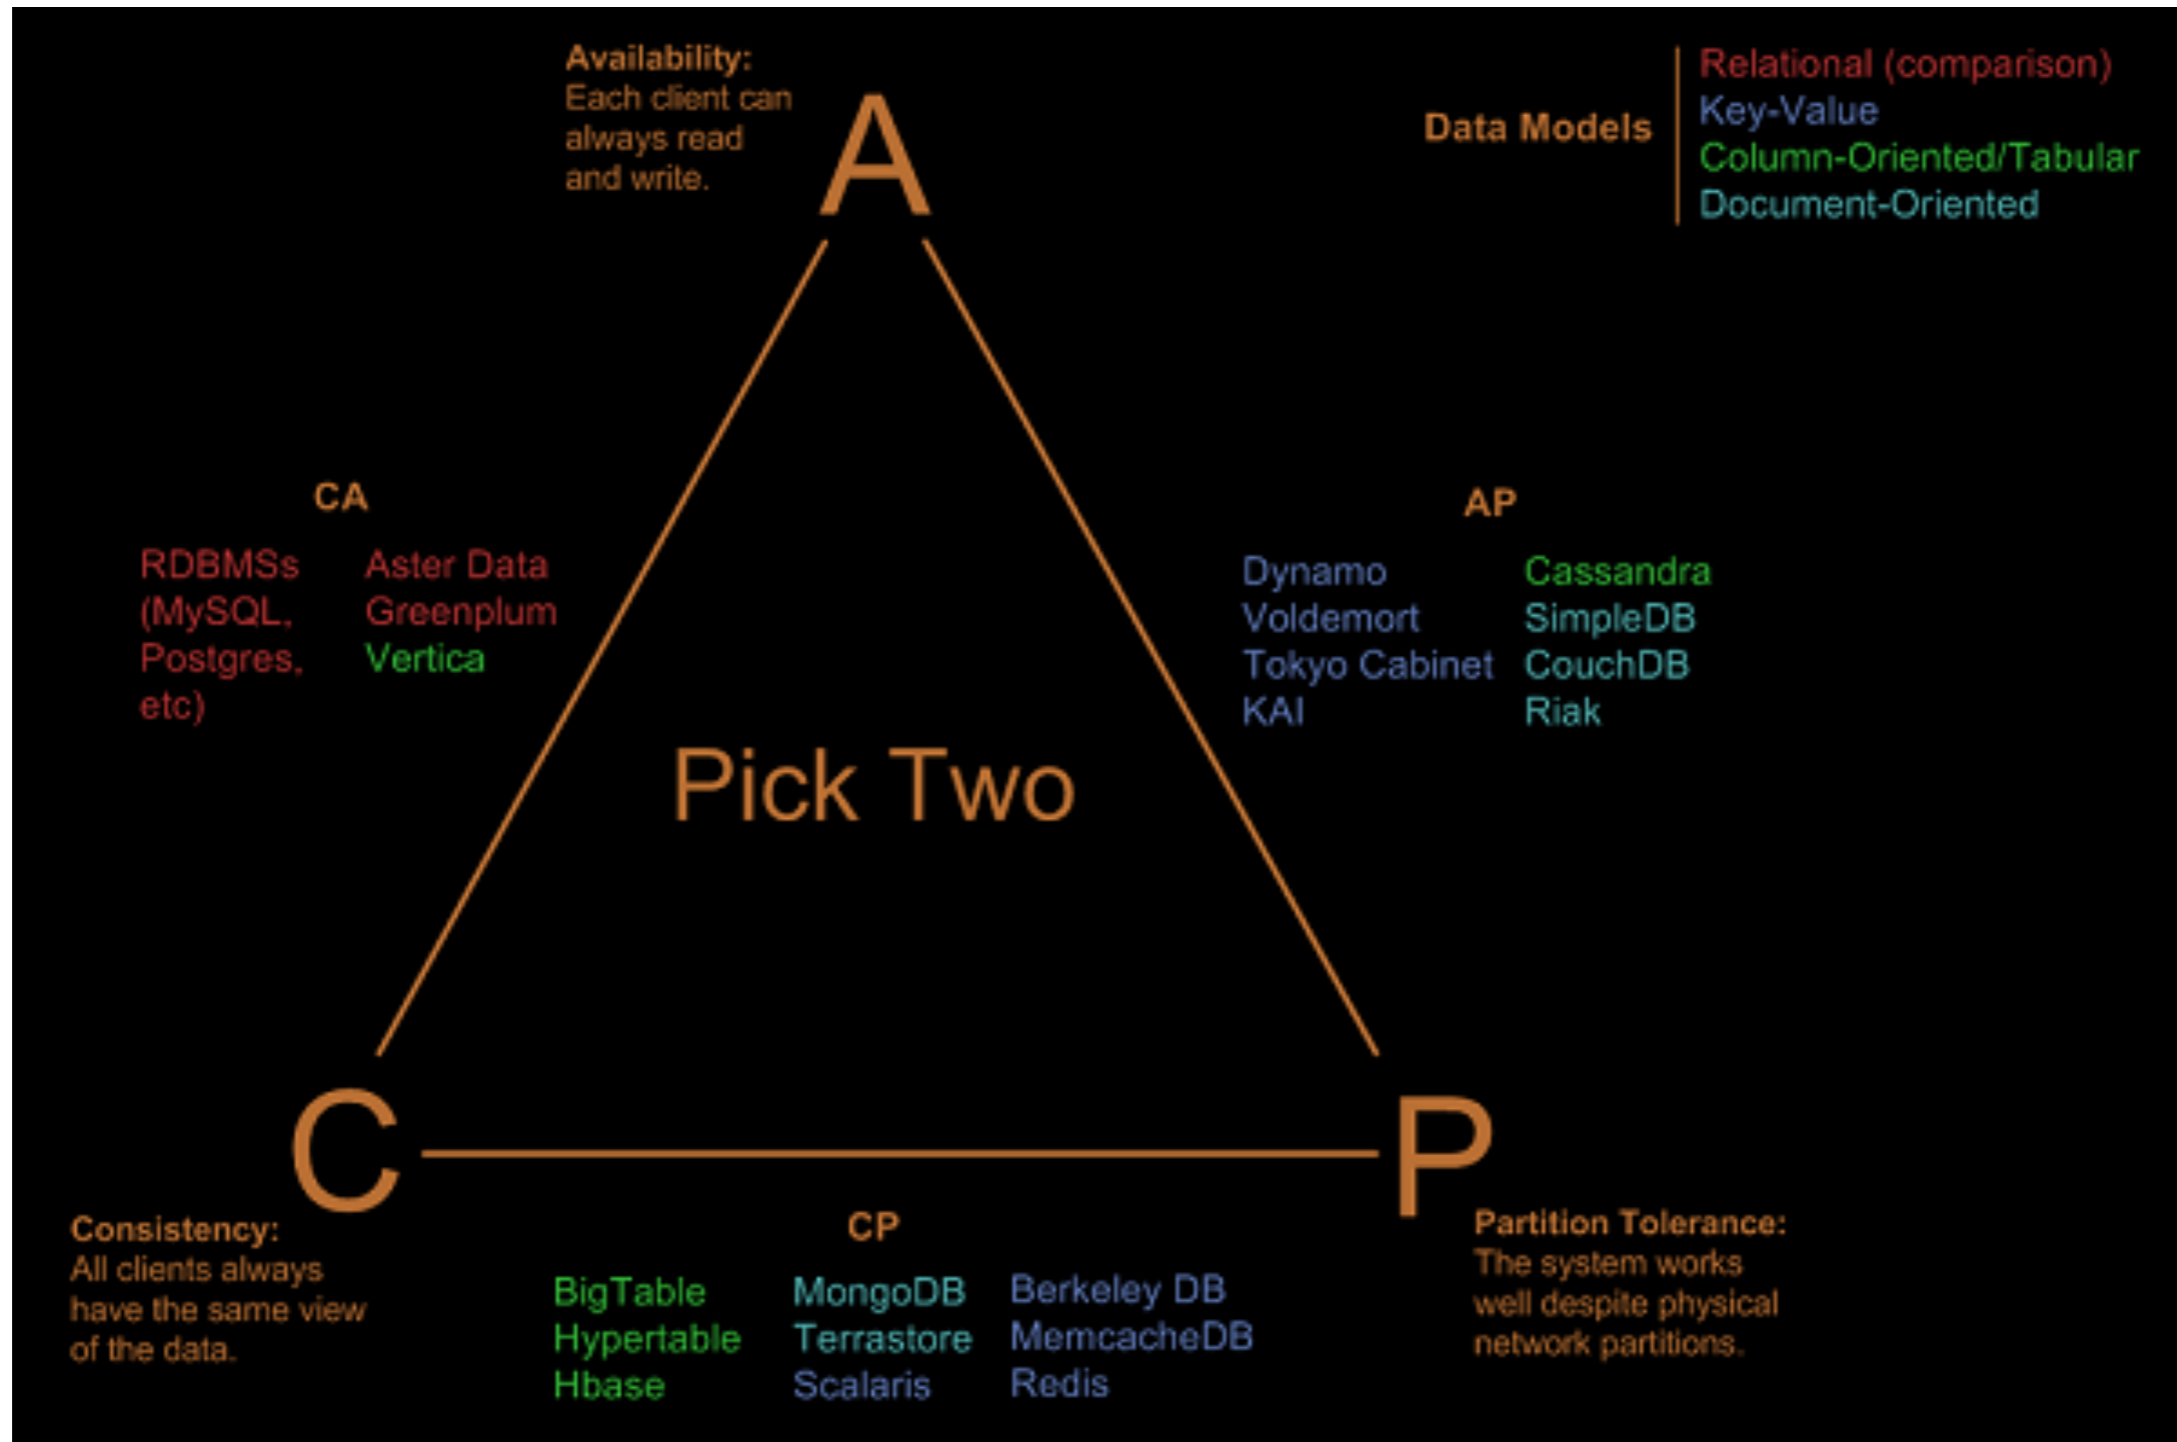 Availability:
Each client can
always read
and write.
A
Data Models
Relational (comparison)
Key-Value
Column-Oriented/Tabular
Document-Oriented
CA
RDBMSs
(MySQL,
Postgres,
etc)
Aster Data
Greenplum
Vertica
AP
Dynamo
Voldemort
Tokyo Cabinet
KAI
Cassandra
SimpleDB
CouchDB
Riak
Pick Two
C
Consistency:
All clients always
have the same view
of the data.
CP
BigTable
Hypertable
Hbase
MongoDB
Terrastore
Scalaris
Berkeley DB
MemcacheDB
Redis
P
Partition Tolerance:
The system works
well despite physical
network partitions.